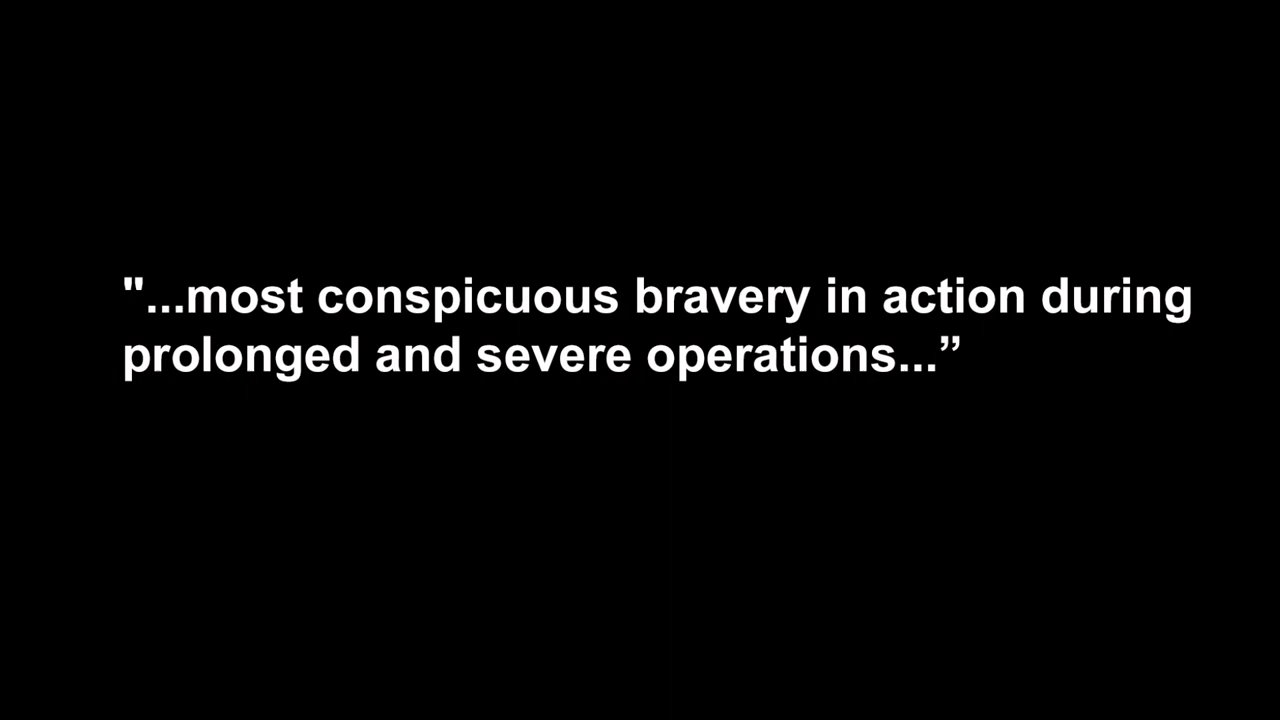 "...most conspicuous bravery in action during
prolonged and severe operations...”